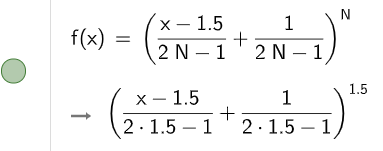 f(x) = ((x − 1.5)/(2 N − 1) + 1/(2 N − 1))^N
→ ((x − 1.5)/(2 · 1.5 − 1) + 1/(2 · 1.5 − 1))^1.5